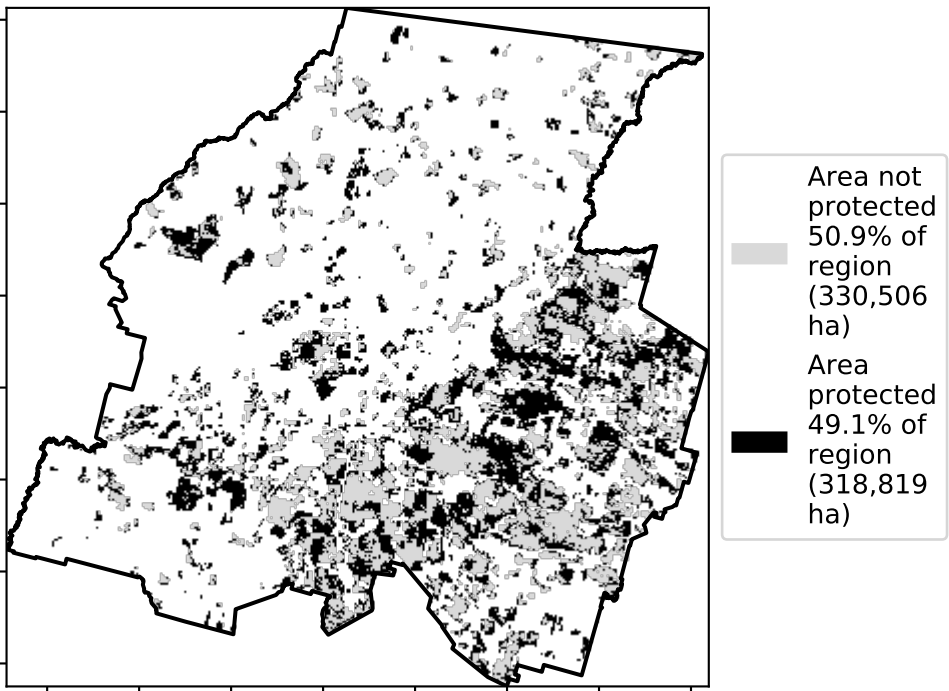 Area not
protected
50.9% of
region
(330,506
ha)
Area
protected
49.1% of
region
(318,819
ha)